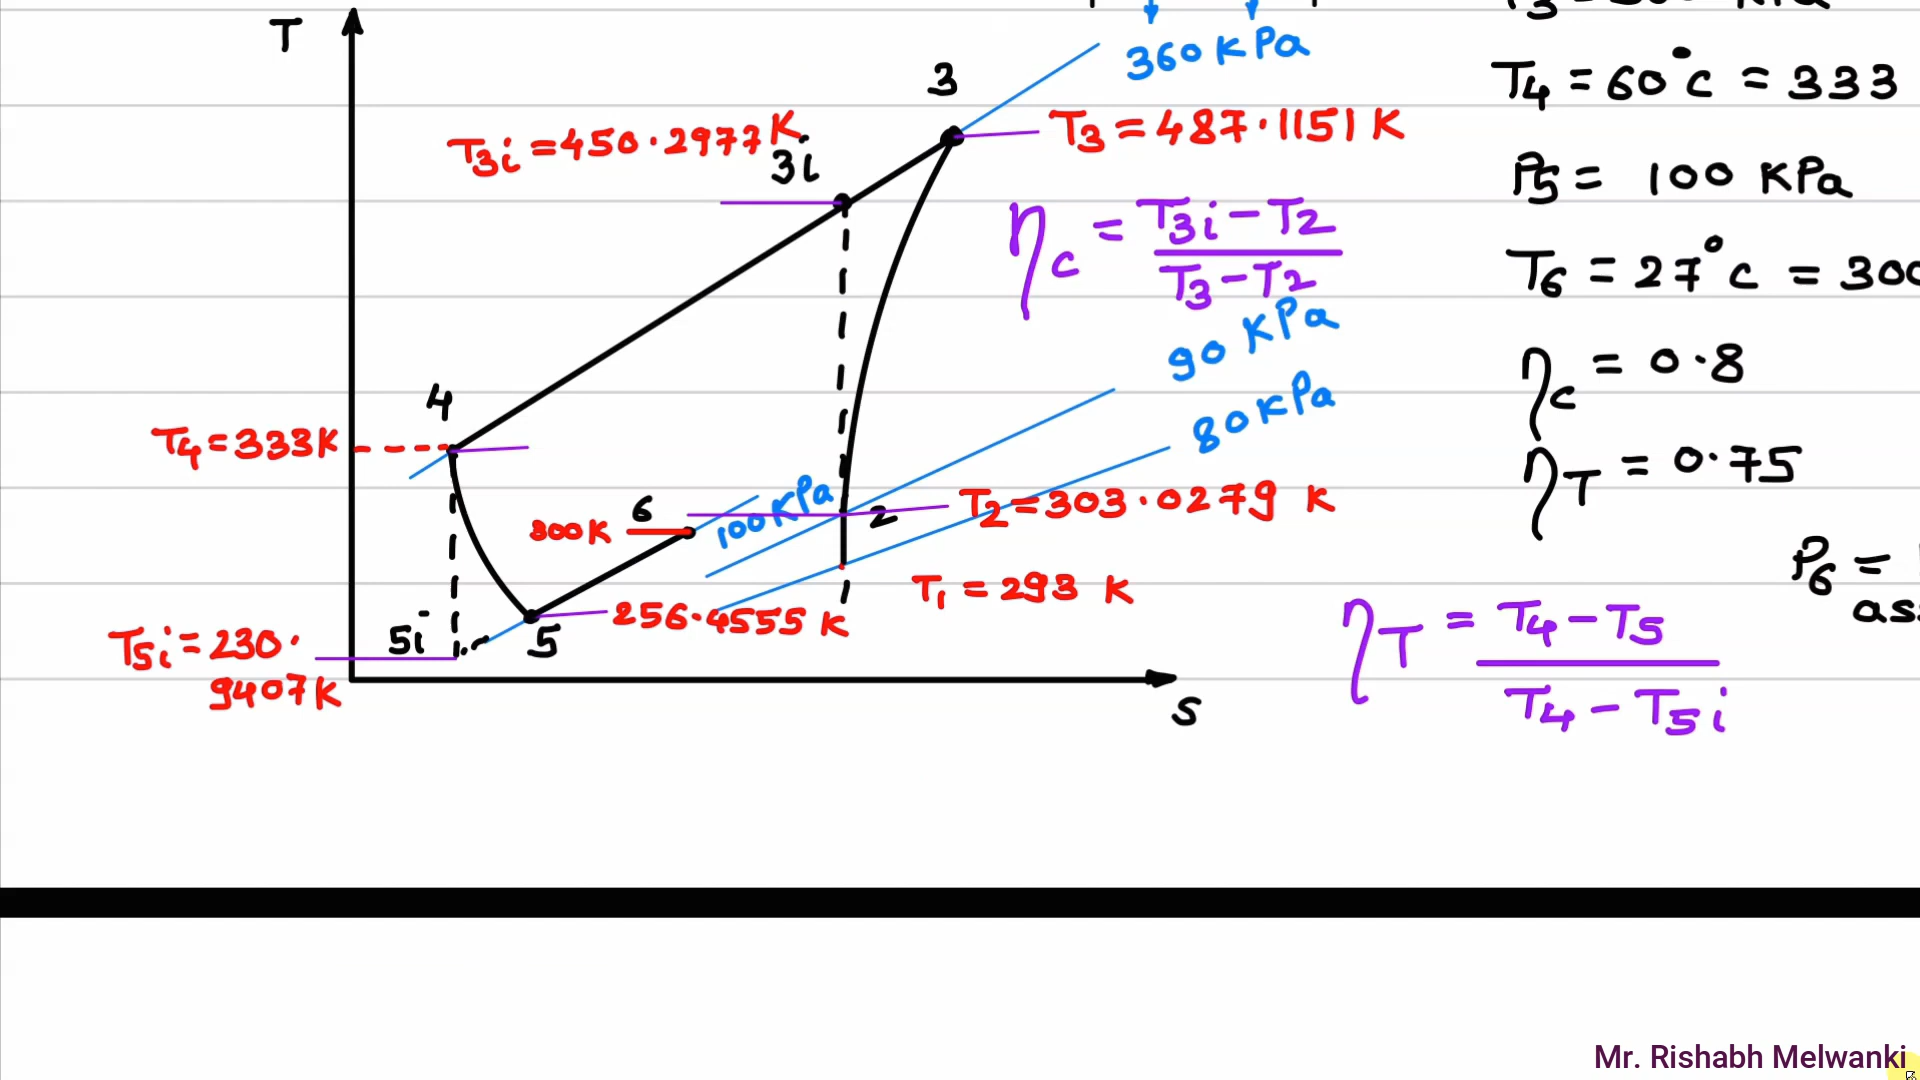 T
360 KPa
3
T3i = 450.2977 K
3i
T3 = 487.1151 K
ηc = T3i - T2
T3 - T2
90 KPa
80 KPa
4
T4 = 333K
6
300K
100 KPa
2
T2 = 303.0279 K
T1 = 293 K
T5i = 230.
9407K
5i
5
256.4555 K
S
T4 = 60°c = 333
P5 = 100 KPa
T6 = 27°c = 300
ηc = 0.8
ηT = 0.75
P6 =
ass
ηT = T4 - T5
T4 - T5i
Mr. Rishabh Melwanki